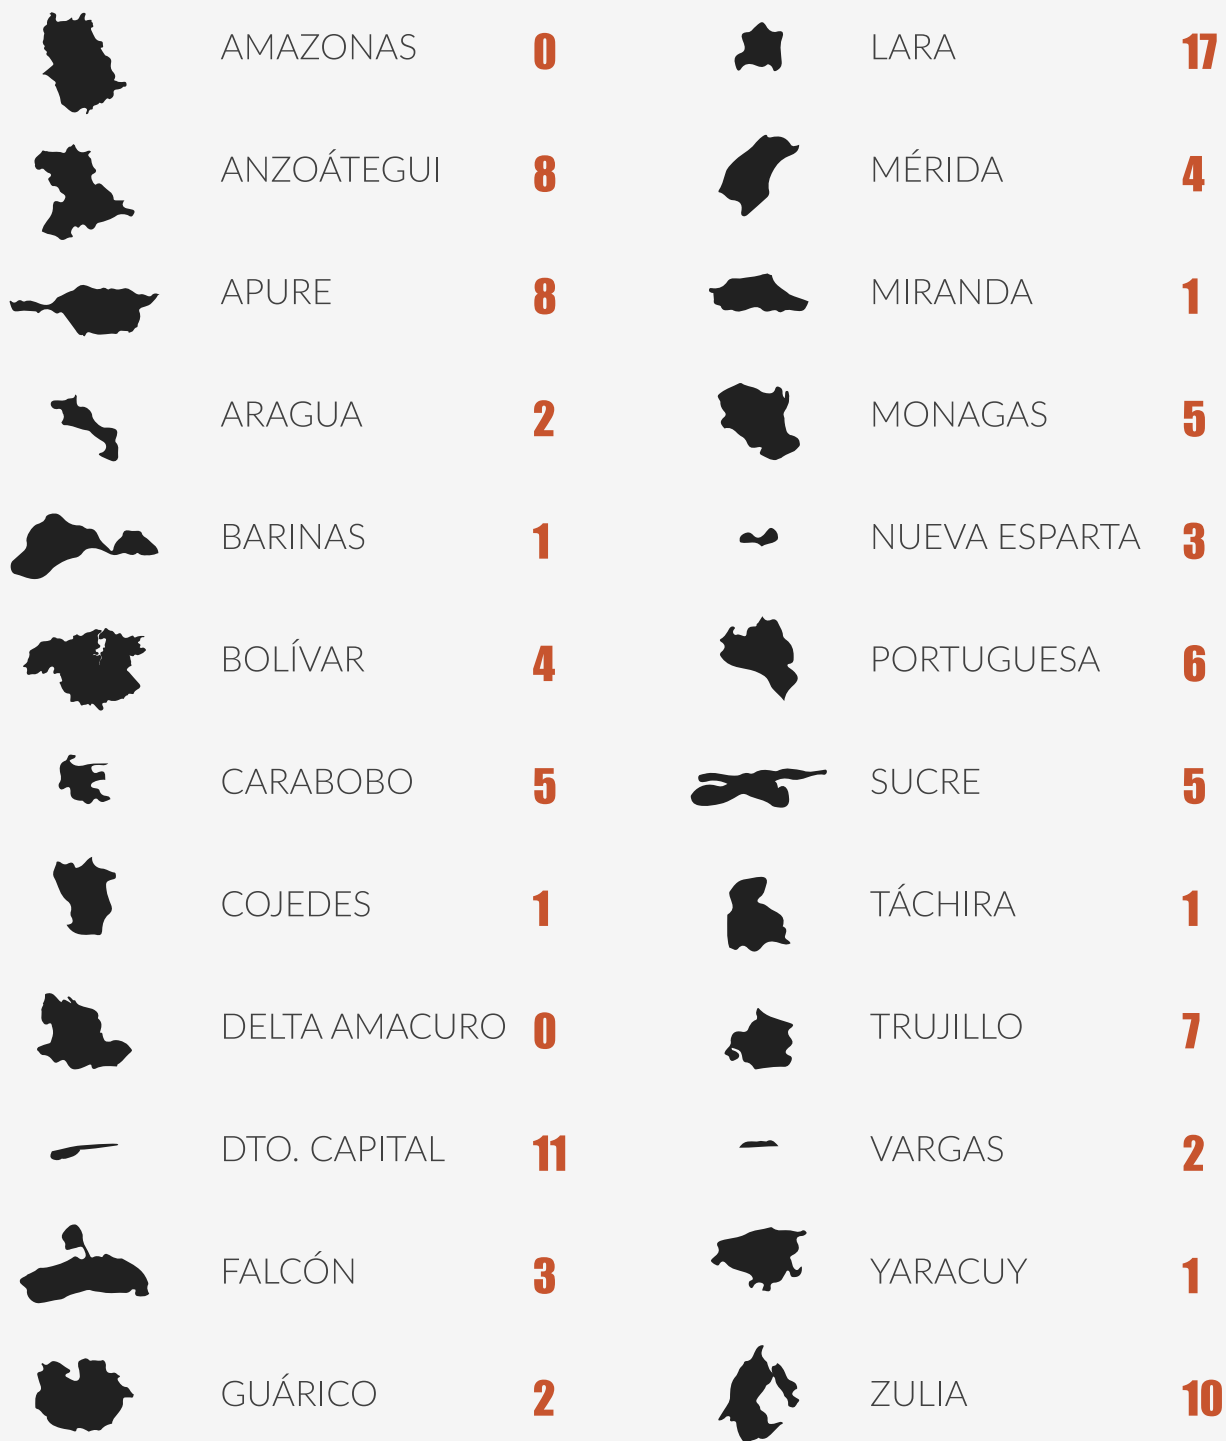 AMAZONAS 0
ANZOÁTEGUI 8
APURE 8
ARAGUA 2
BARINAS 1
BOLÍVAR 4
CARABOBO 5
COJEDES 1
DELTA AMACURO 0
DTO. CAPITAL 11
FALCÓN 3
GUÁRICO 2
LARA 17
MÉRIDA 4
MIRANDA 1
MONAGAS 5
NUEVA ESPARTA 3
PORTUGUESA 6
SUCRE 5
TÁCHIRA 1
TRUJILLO 7
VARGAS 2
YARACUY 1
ZULIA 10